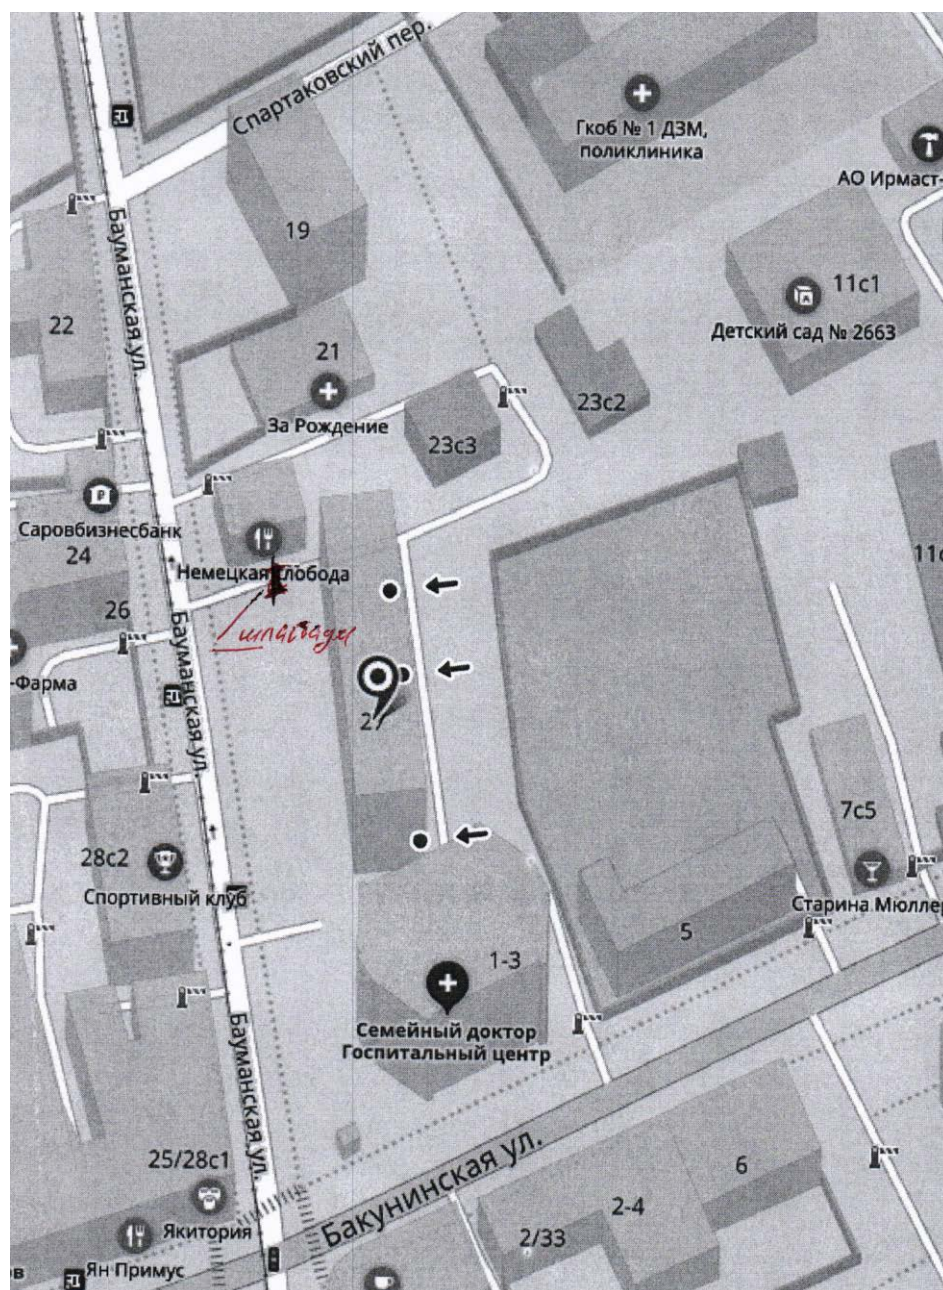 Спартаковский пер.
Гкоб № 1 ДЗМ,
поликлиника
АО Ирмаст-
19
Бауманская ул.
22
11с1
Детский сад № 2663
21
За Рождение
23с2
23с3
Саровбизнесбанк
24
Немецкая слобода
11с
26
шлагбаум
Бауманская ул.
-Фарма
27
7с5
28с2
Спортивный клуб
Старина Мюллер
5
1-3
Семейный доктор
Госпитальный центр
Бауманская ул.
25/28с1
Бакунинская ул.
6
Якитория
2-4
2/33
в
Ян Примус